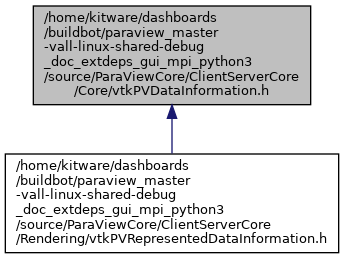 /home/kitware/dashboards
/buildbot/paraview_master
-vall-linux-shared-debug
_doc_extdeps_gui_mpi_python3
/source/ParaViewCore/ClientServerCore
/Core/vtkPVDataInformation.h
/home/kitware/dashboards
/buildbot/paraview_master
-vall-linux-shared-debug
_doc_extdeps_gui_mpi_python3
/source/ParaViewCore/ClientServerCore
/Rendering/vtkPVRepresentedDataInformation.h